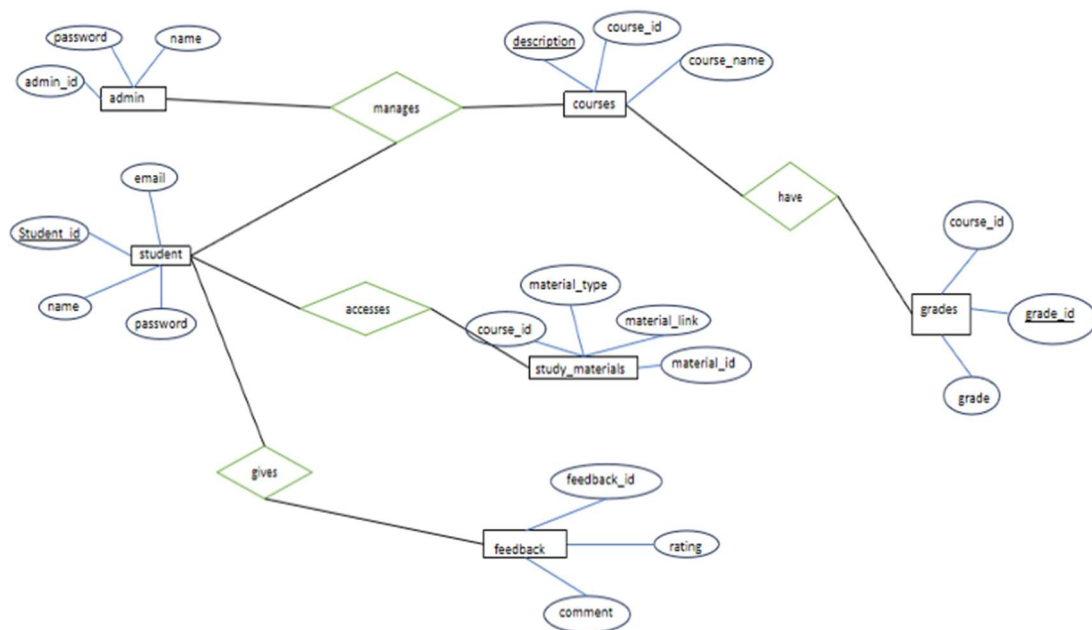 password
name
admin_id
admin
manages
description
course_id
course_name
courses
have
email
Student_id
student
name
password
accesses
material_type
course_id
material_link
study_materials
material_id
course_id
grades
grade_id
grade
gives
feedback_id
feedback
rating
comment